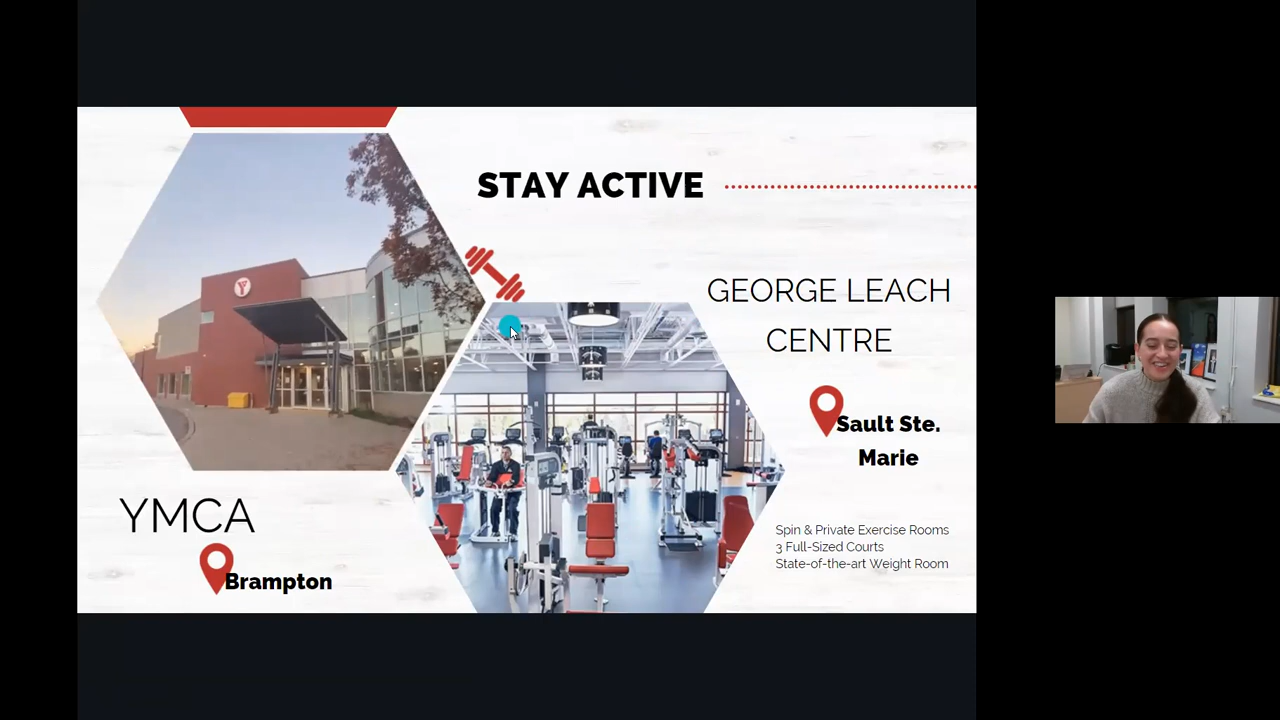 STAY ACTIVE
GEORGE LEACH
CENTRE
Sault Ste.
Marie
Spin & Private Exercise Rooms
3 Full-Sized Courts
State-of-the-art Weight Room
YMCA
Brampton
Y